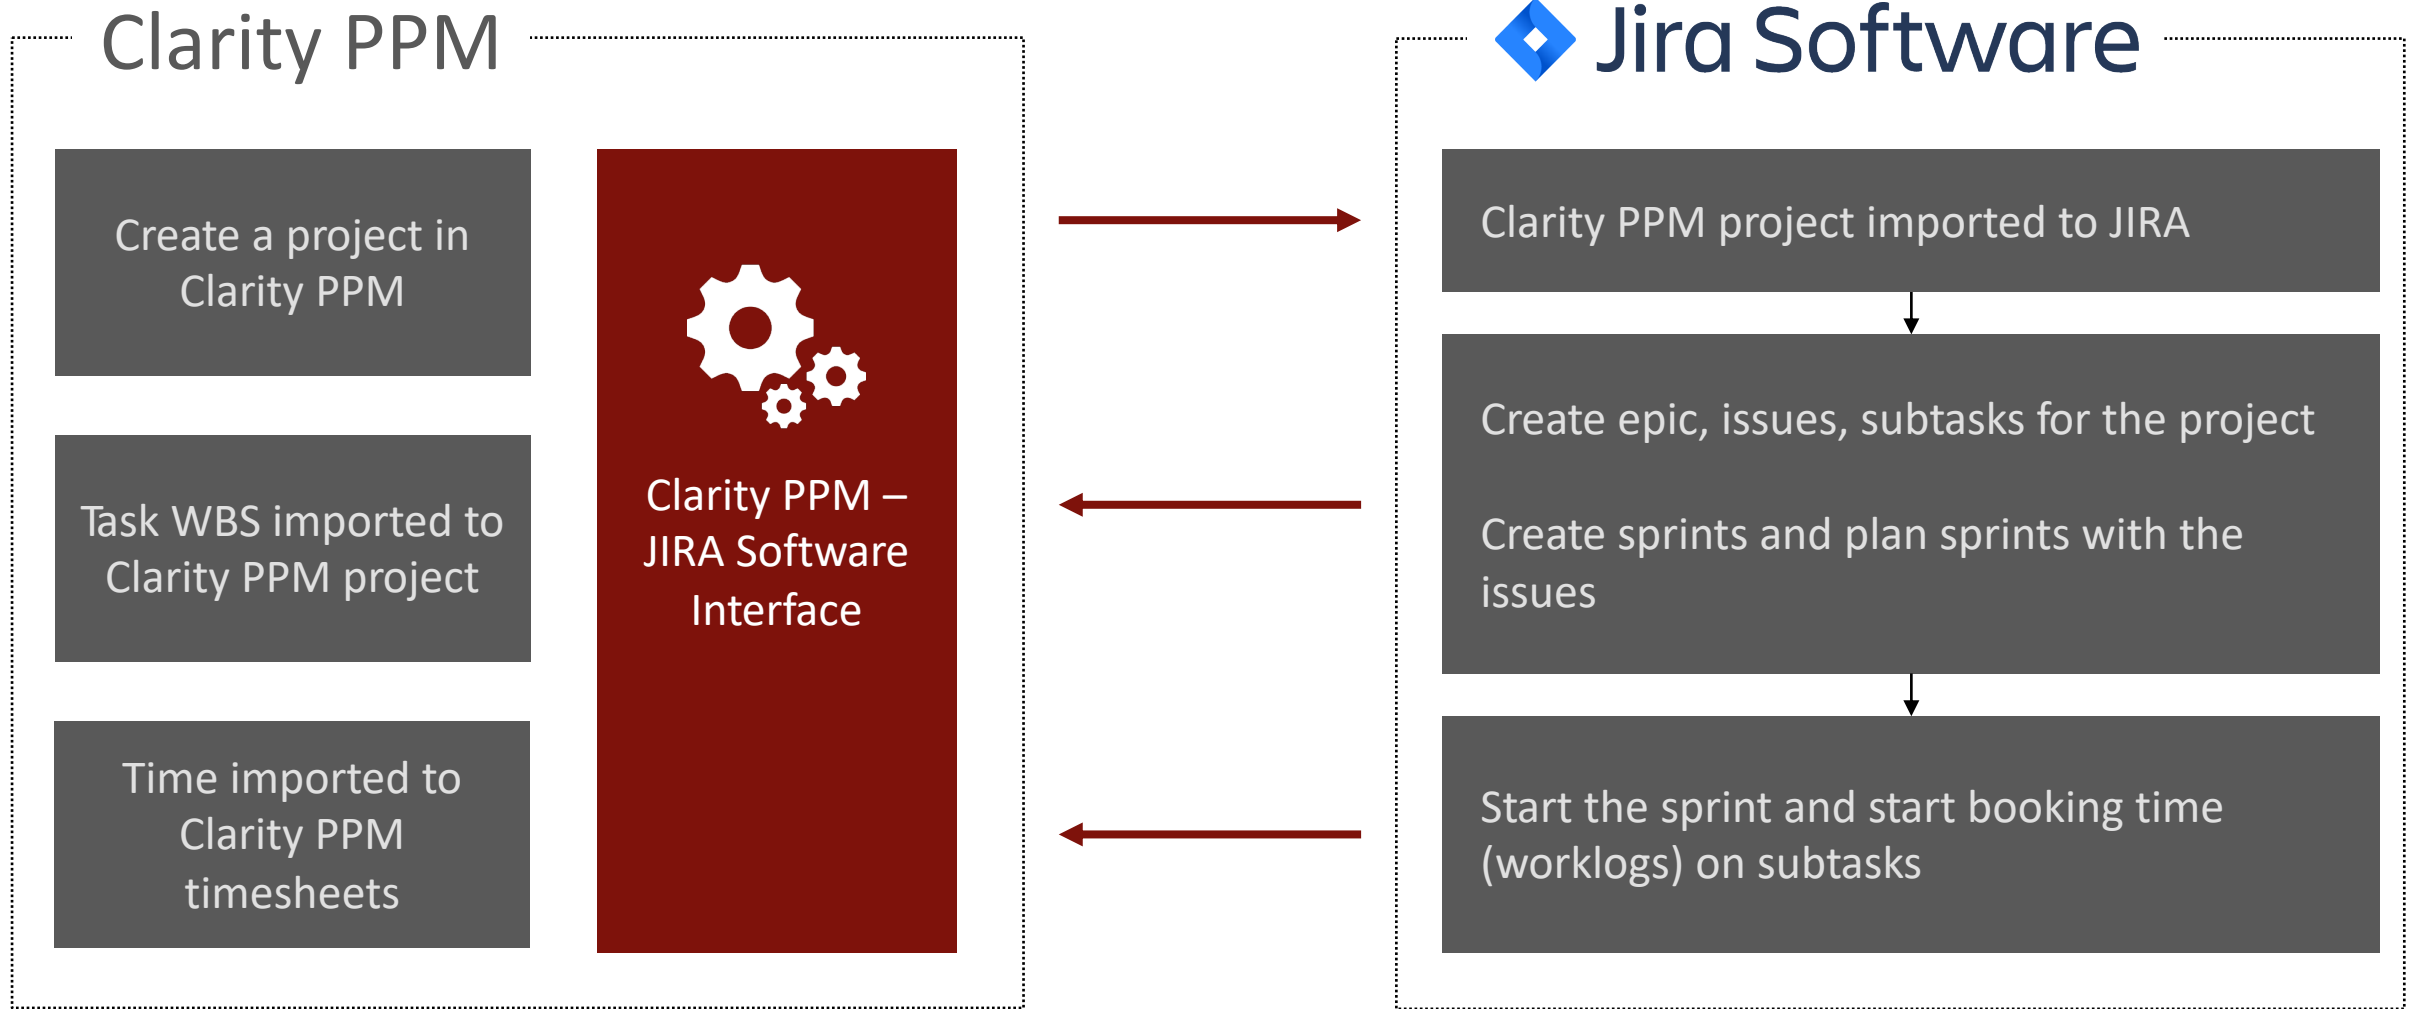 Clarity PPM
Jira Software
Create a project in
Clarity PPM
Task WBS imported to
Clarity PPM project
Time imported to
Clarity PPM
timesheets
Clarity PPM –
JIRA Software
Interface
Clarity PPM project imported to JIRA
Create epic, issues, subtasks for the project
Create sprints and plan sprints with the
issues
Start the sprint and start booking time
(worklogs) on subtasks